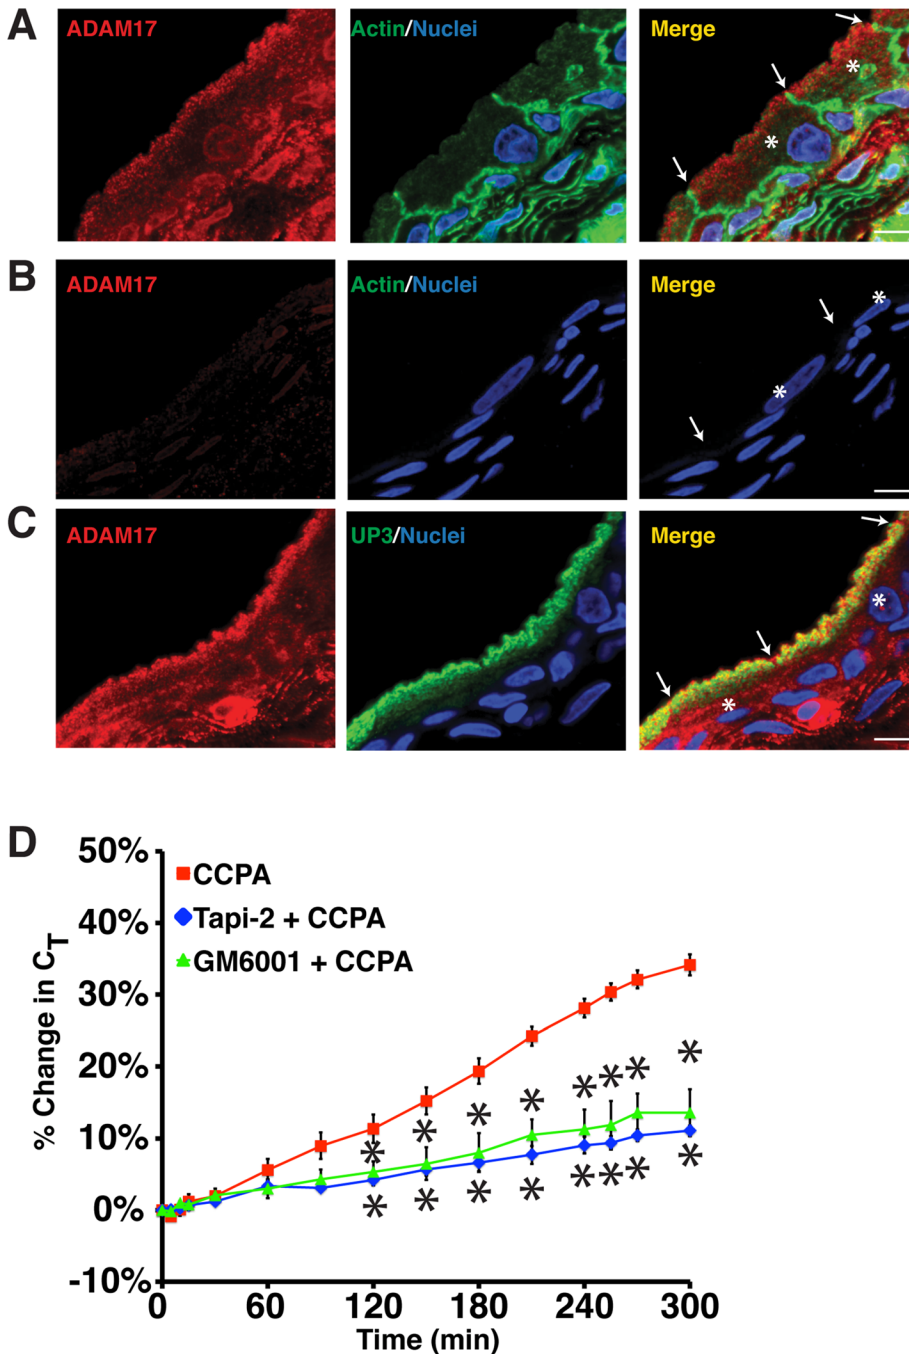 A
ADAM17
Actin/Nuclei
Merge
*
*
B
ADAM17
Actin/Nuclei
Merge
*
*
C
ADAM17
UP3/Nuclei
Merge
*
*
D
50%
40%
30%
20%
10%
0%
-10%
% Change in CT
CCPA
Tapi-2 + CCPA
GM6001 + CCPA
* * * * * * * *
* * * * * * * *
0 60 120 180 240 300
Time (min)